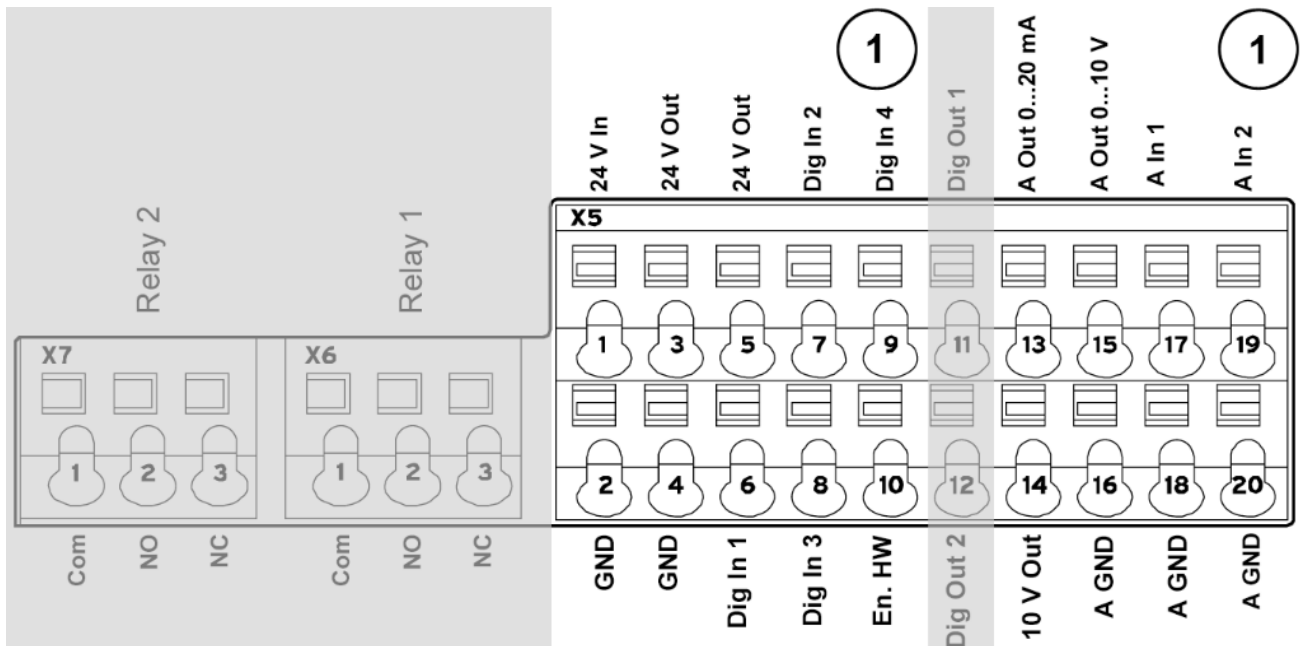 1
1
24 V In
24 V Out
24 V Out
Dig In 2
Dig In 4
Dig Out 1
A Out 0...20 mA
A Out 0...10 V
A In 1
A In 2
Relay 2
Relay 1
X5
1 3 5 7 9 11 13 15 17 19
X7
X6
1 2 3
1 2 3
2 4 6 8 10 12 14 16 18 20
Com
NO
NC
Com
NO
NC
GND
GND
Dig In 1
Dig In 3
En. HW
Dig Out 2
10 V Out
A GND
A GND
A GND